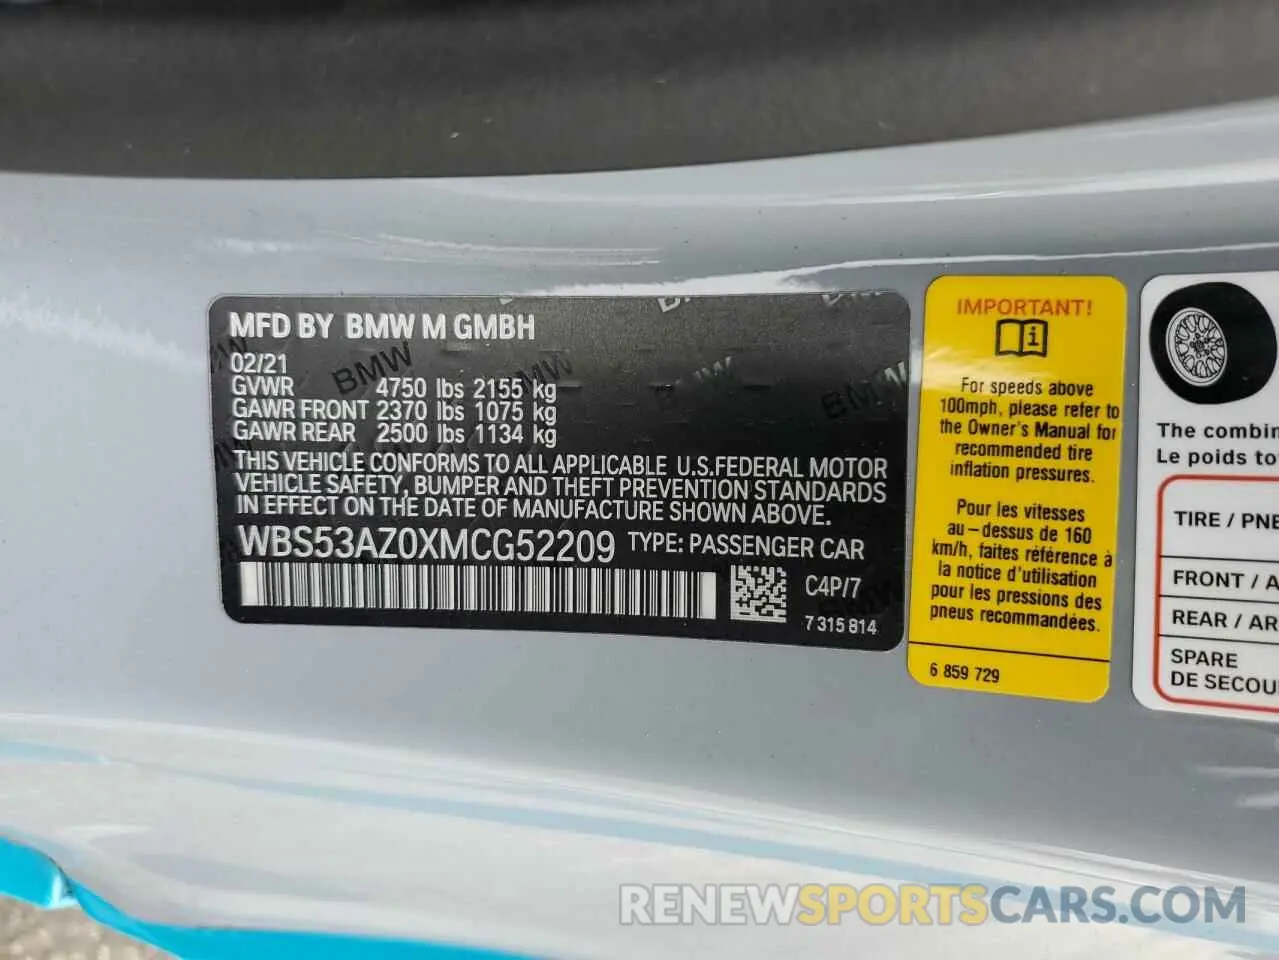 MFD BY BMW M GMBH
02/21
GVWR 4750 lbs 2155 kg
GAWR FRONT 2370 lbs 1075 kg
GAWR REAR 2500 lbs 1134 kg
THIS VEHICLE CONFORMS TO ALL APPLICABLE U.S.FEDERAL MOTOR
VEHICLE SAFETY, BUMPER AND THEFT PREVENTION STANDARDS
IN EFFECT ON THE DATE OF MANUFACTURE SHOWN ABOVE.
WBS53AZ0XMCG52209 TYPE: PASSENGER CAR
C4P/7
7 315 814
BMW
IMPORTANT!
i
For speeds above
100mph, please refer to
the Owner's Manual for
recommended tire
inflation pressures.
Pour les vitesses
au-dessus de 160
km/h, faites référence à
la notice d'utilisation
pour les pressions des
pneus recommandées.
6 859 729
The combin
Le poids to
TIRE / PNE
FRONT / A
REAR / AR
SPARE
DE SECOU
RENEWSPORTSCARS.COM